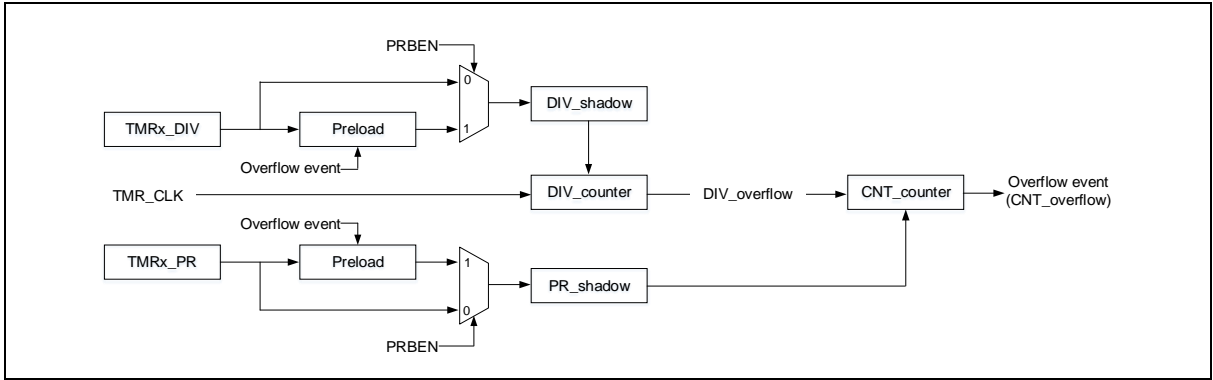 PRBEN
0
DIV_shadow
TMRx_DIV
Preload
1
Overflow event
TMR_CLK
DIV_counter
DIV_overflow
CNT_counter
Overflow event
(CNT_overflow)
Overflow event
TMRx_PR
Preload
1
PR_shadow
0
PRBEN